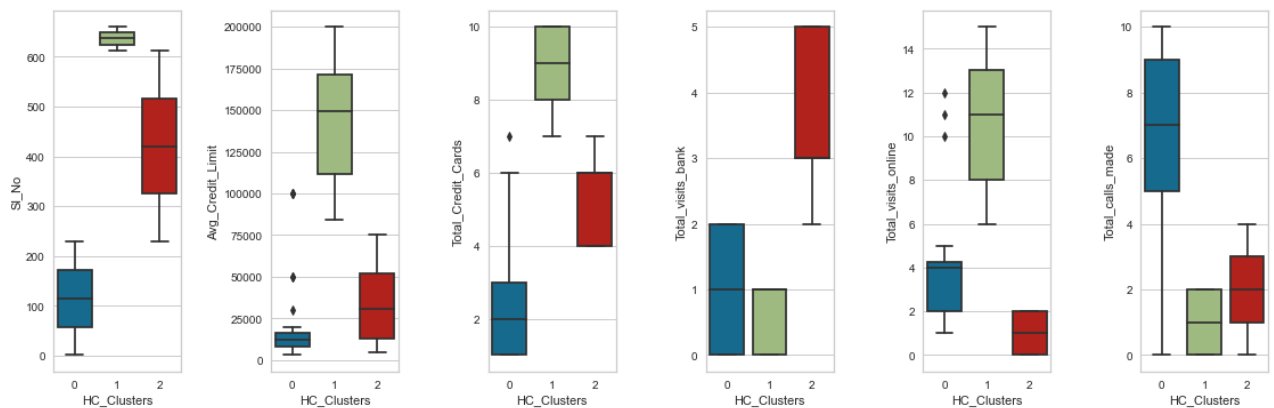 Sl_No
600
500
400
300
200
100
0
0 1 2
HC_Clusters
Avg_Credit_Limit
200000
175000
150000
125000
100000
75000
50000
25000
0
0 1 2
HC_Clusters
Total_Credit_Cards
10
8
6
4
2
0 1 2
HC_Clusters
Total_visits_bank
5
4
3
2
1
0
0 1 2
HC_Clusters
Total_visits_online
14
12
10
8
6
4
2
0
0 1 2
HC_Clusters
Total_calls_made
10
8
6
4
2
0
0 1 2
HC_Clusters